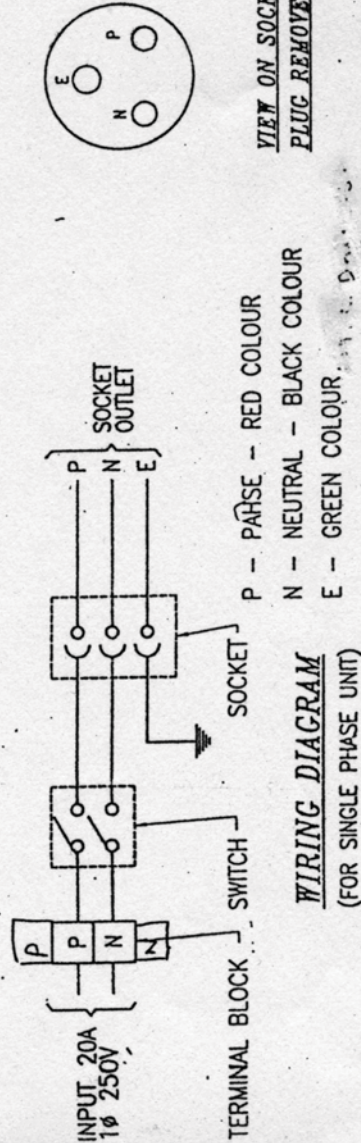 INPUT 20A
1ø 250V
P
P
N
N
TERMINAL BLOCK
SWITCH
SOCKET
P
N
E
SOCKET
OUTLET
WIRING DIAGRAM
(FOR SINGLE PHASE UNIT)
P - PAHSE - RED COLOUR
N - NEUTRAL - BLACK COLOUR
E - GREEN COLOUR
E
N
P
VIEW ON SOCK
PLUG REMOVE